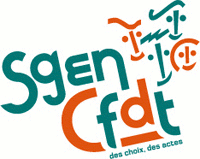 Sgen
Cfdt
des choix, des actes